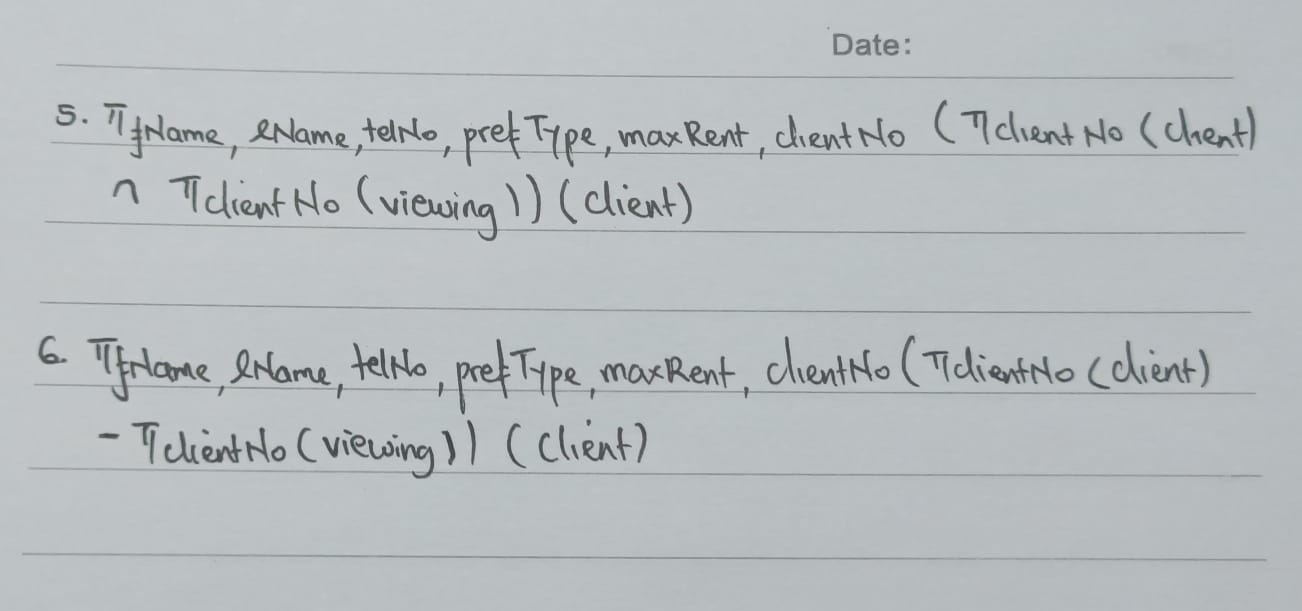 Date:
5. πfName, lName, telNo, prefType, maxRent, clientNo (πclientNo (client)
∩ πclientNo (viewing)) (client)
6. πfName, lName, telNo, prefType, maxRent, clientNo (πclientNo (client)
- πclientNo (viewing)) (client)